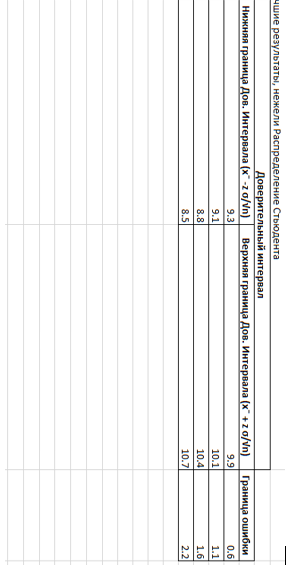 чшие результаты, нежели Распределение Стьюдента
Доверительный интервал
Нижняя граница Дов. Интервала (x¯ -z σ/√n) Верхняя граница Дов. Интервала (x¯ + z σ/√n) Граница ошибки
9.3 9.9 0.6
9.1 10.1 1.1
8.8 10.4 1.6
8.5 10.7 2.2